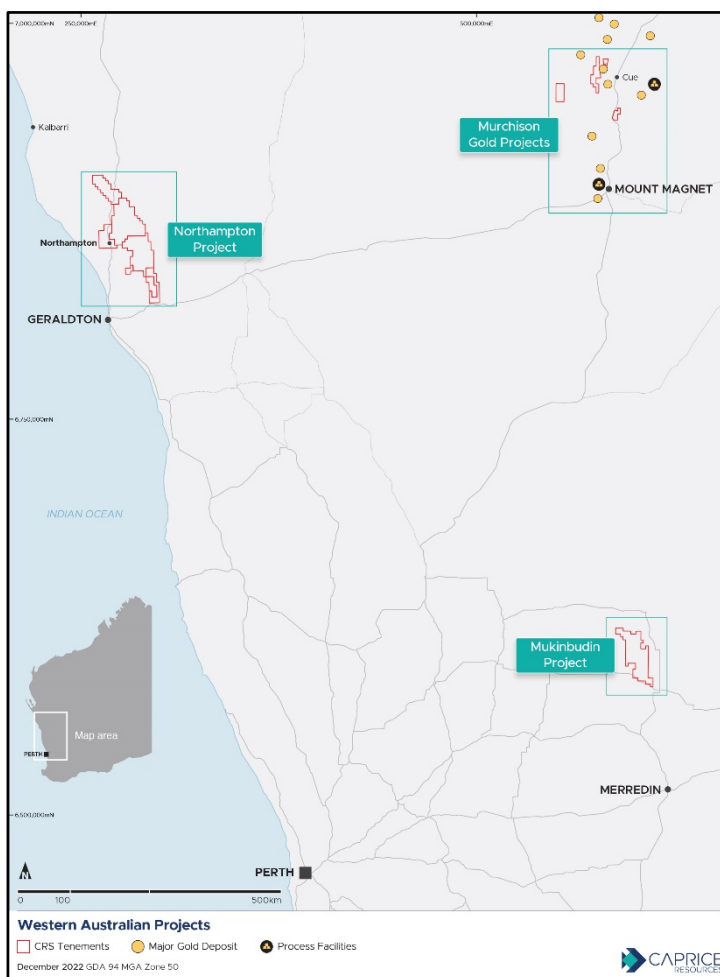 7,000,000mN
250,000mE
500,000mE
Cue
Kalbarri
Murchison
Gold Projects
MOUNT MAGNET
Northampton
Northampton
Project
GERALDTON
6,750,000mN
INDIAN OCEAN
Mukinbudin
Project
Map area
PERTH
MERREDIN
6,500,000mN
N
PERTH
0 100 500km
Western Australian Projects
CRS Tenements Major Gold Deposit Process Facilities
December 2022 GDA 94 MGA Zone 50
CAPRICE
RESOURCES